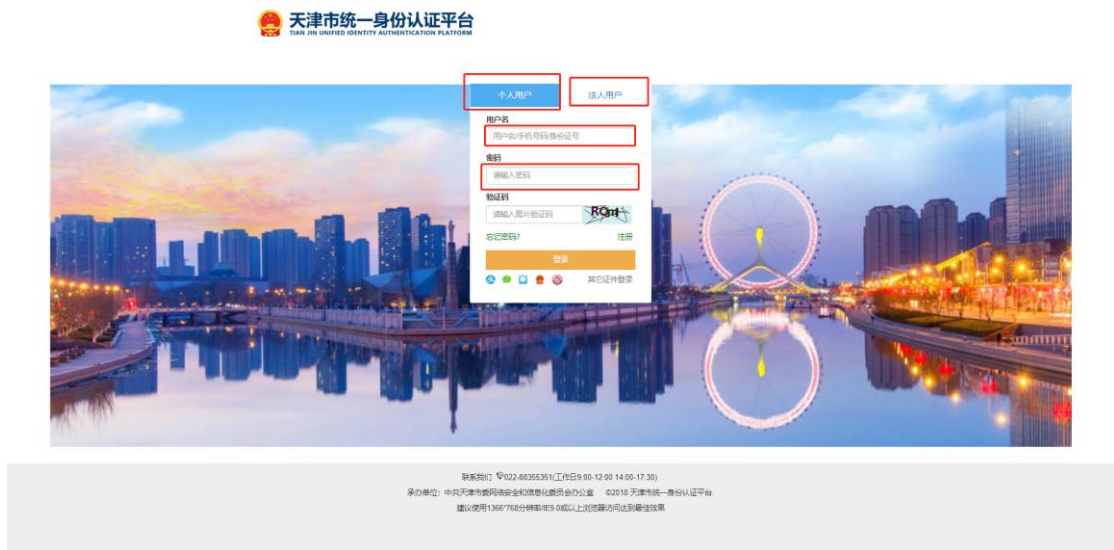 天津市统一身份认证平台
TIAN JIN UNIFIED IDENTITY AUTHENTICATION PLATFORM
个人用户 法人用户
用户名
用户名/手机号码/身份证号
密码
请输入密码
验证码
请输入图片验证码 RQmt
忘记密码? 注册
登录
其它证件登录
联系我们 022-88355351(工作日9:00-12:00 14:00-17:30)
承办单位：中共天津市委网络安全和信息化委员会办公室 ©2018 天津市统一身份认证平台.
建议使用1366*768分辨率/IE9.0或以上浏览器访问达到最佳效果